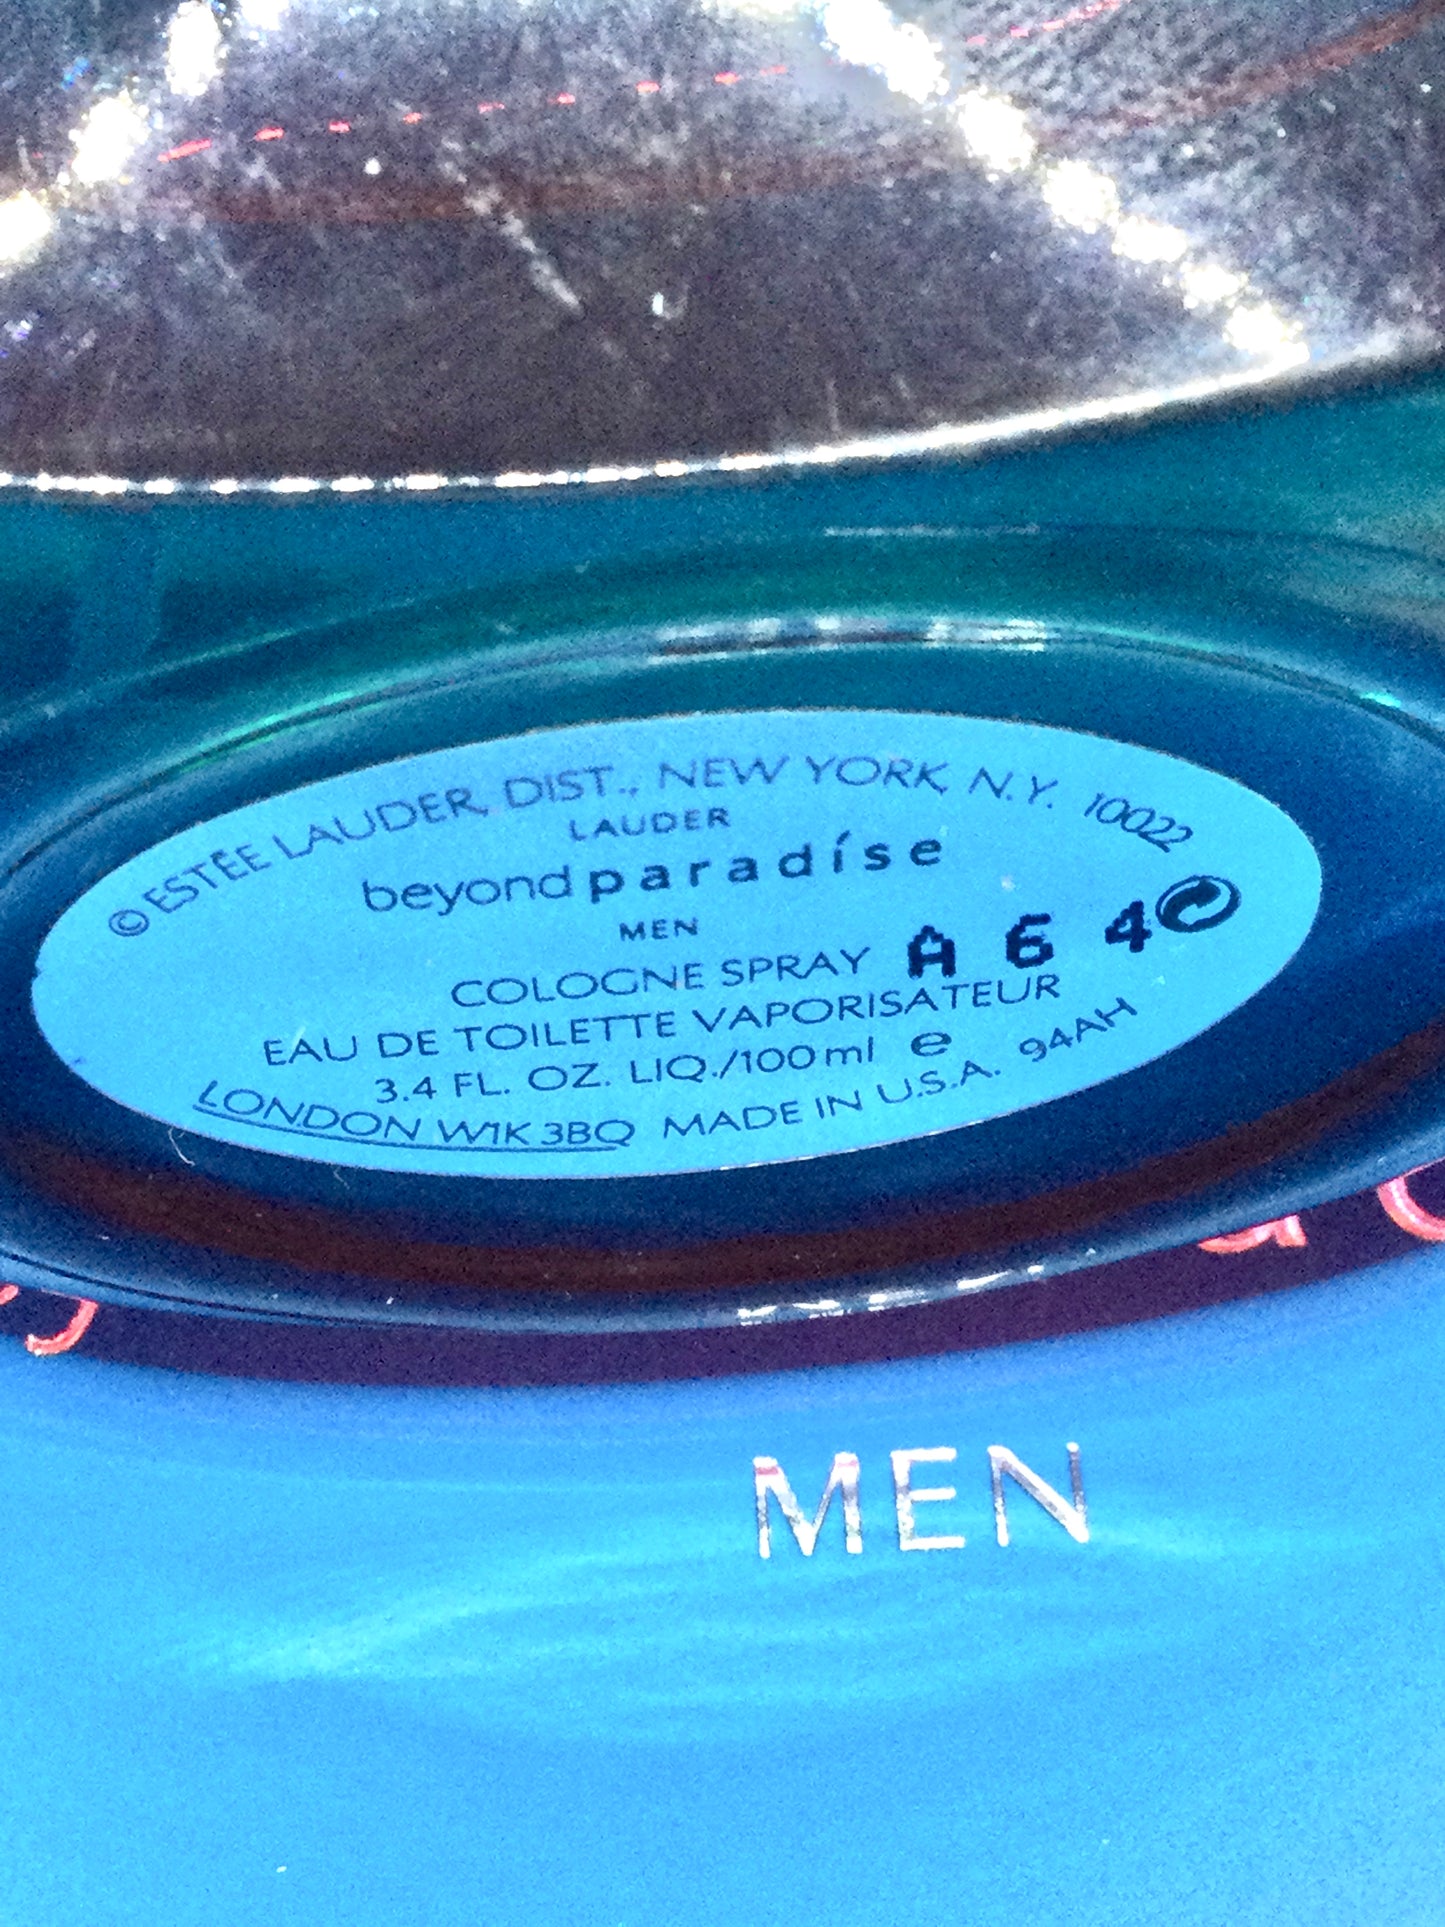 © ESTĒE LAUDER, DIST., NEW YORK, N.Y. 10022
LAUDER
beyond paradíse
MEN
COLOGNE SPRAY A 6 4
EAU DE TOILETTE VAPORISATEUR
3.4 FL. OZ. LIQ./100ml e
LONDON W1K 3BQ MADE IN U.S.A. 94AH
MEN